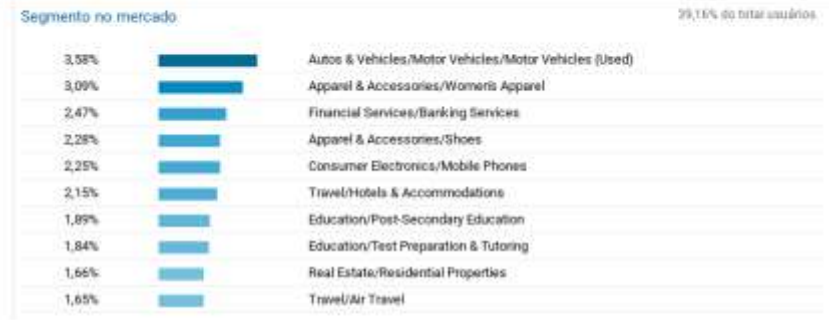 Segmento no mercado
39,16% do total usuários
3,58% Autos & Vehicles/Motor Vehicles/Motor Vehicles (Used)
3,09% Apparel & Accessories/Women's Apparel
2,47% Financial Services/Banking Services
2,28% Apparel & Accessories/Shoes
2,25% Consumer Electronics/Mobile Phones
2,15% Travel/Hotels & Accommodations
1,89% Education/Post-Secondary Education
1,84% Education/Test Preparation & Tutoring
1,66% Real Estate/Residential Properties
1,65% Travel/Air Travel